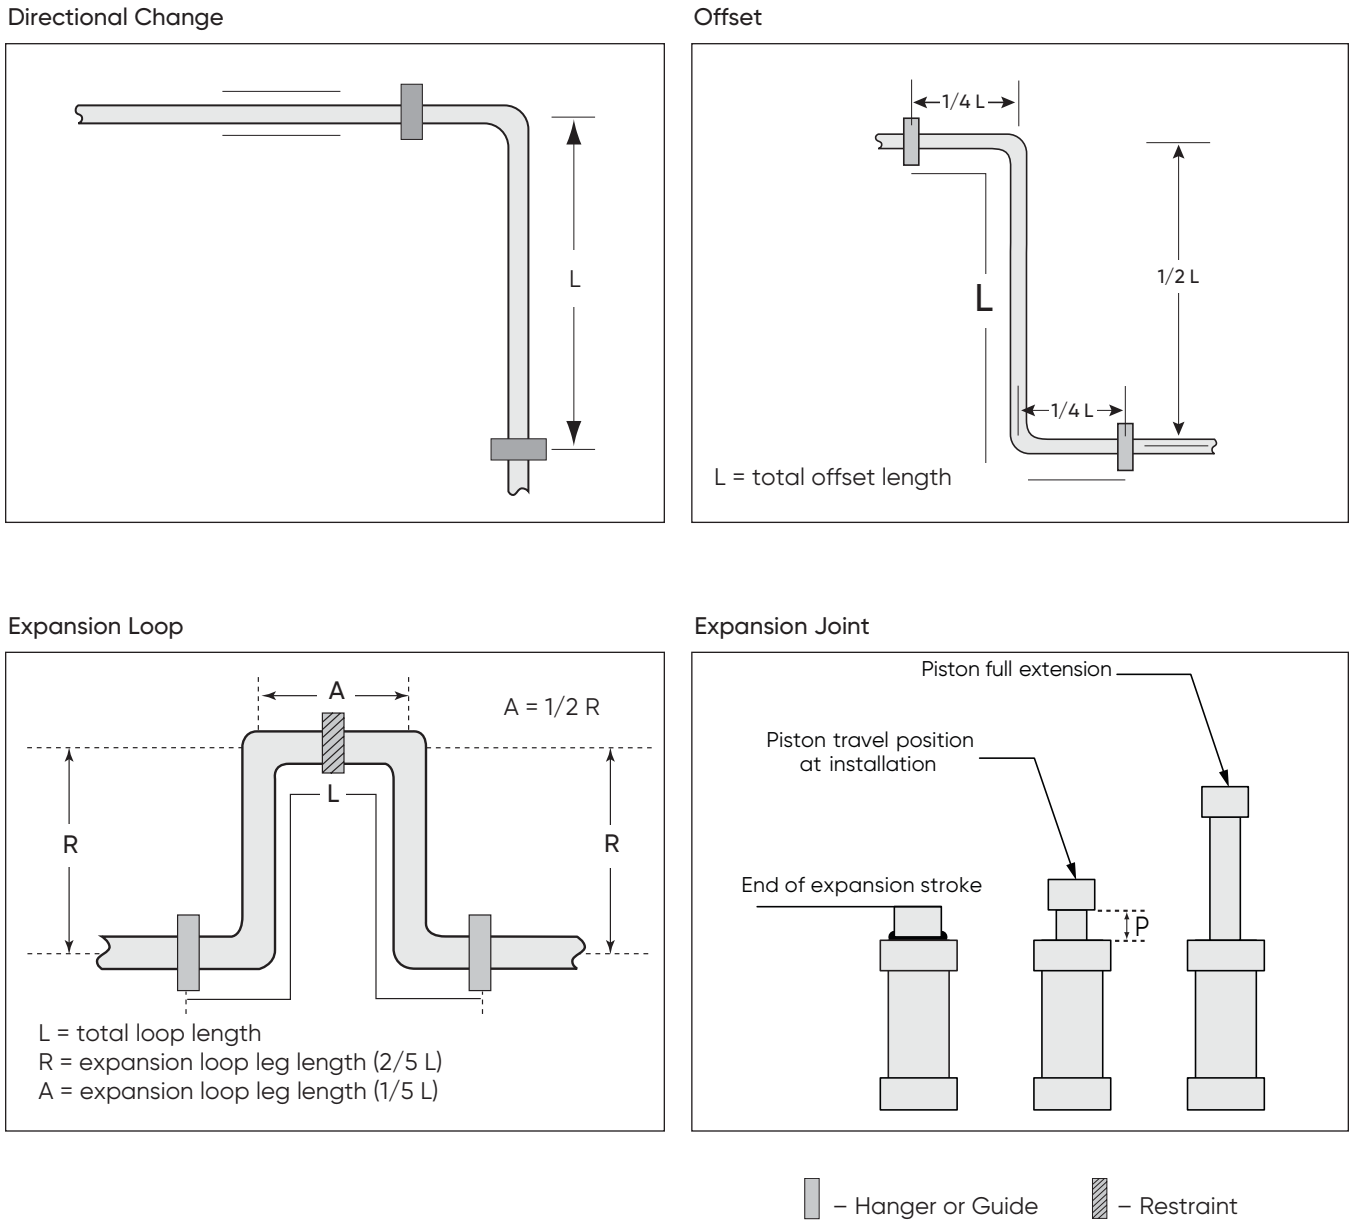 Directional Change
L
Offset
1/4 L
L
1/2 L
1/4 L
L = total offset length
Expansion Loop
A
A = 1/2 R
L
R
R
L = total loop length
R = expansion loop leg length (2/5 L)
A = expansion loop leg length (1/5 L)
Expansion Joint
Piston full extension
Piston travel position
at installation
End of expansion stroke
P
– Hanger or Guide
– Restraint